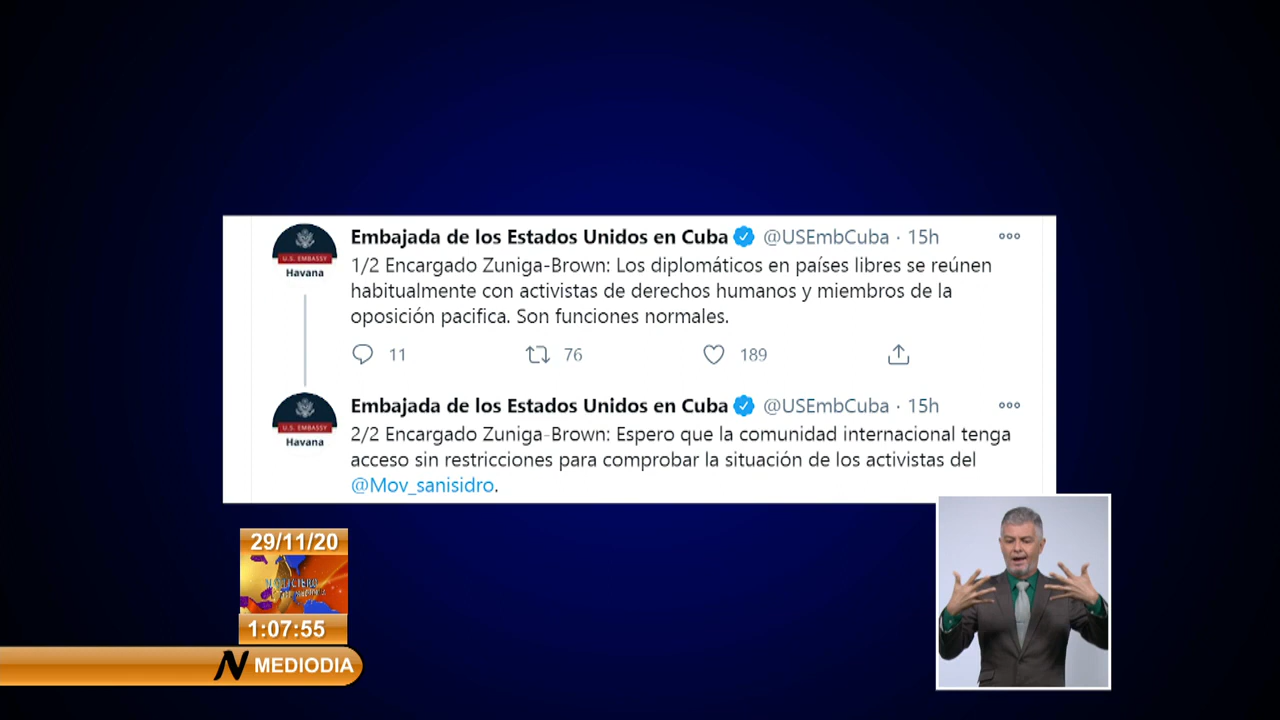 Embajada de los Estados Unidos en Cuba @USEmbCuba · 15h
U.S. EMBASSY
Havana
1/2 Encargado Zuniga-Brown: Los diplomáticos en países libres se reúnen
habitualmente con activistas de derechos humanos y miembros de la
oposición pacifica. Son funciones normales.
11 76 189
Embajada de los Estados Unidos en Cuba @USEmbCuba · 15h
U.S. EMBASSY
Havana
2/2 Encargado Zuniga-Brown: Espero que la comunidad internacional tenga
acceso sin restricciones para comprobar la situación de los activistas del
@Mov_sanisidro.
29/11/20
NOTICIERO
1:07:55
N MEDIODIA